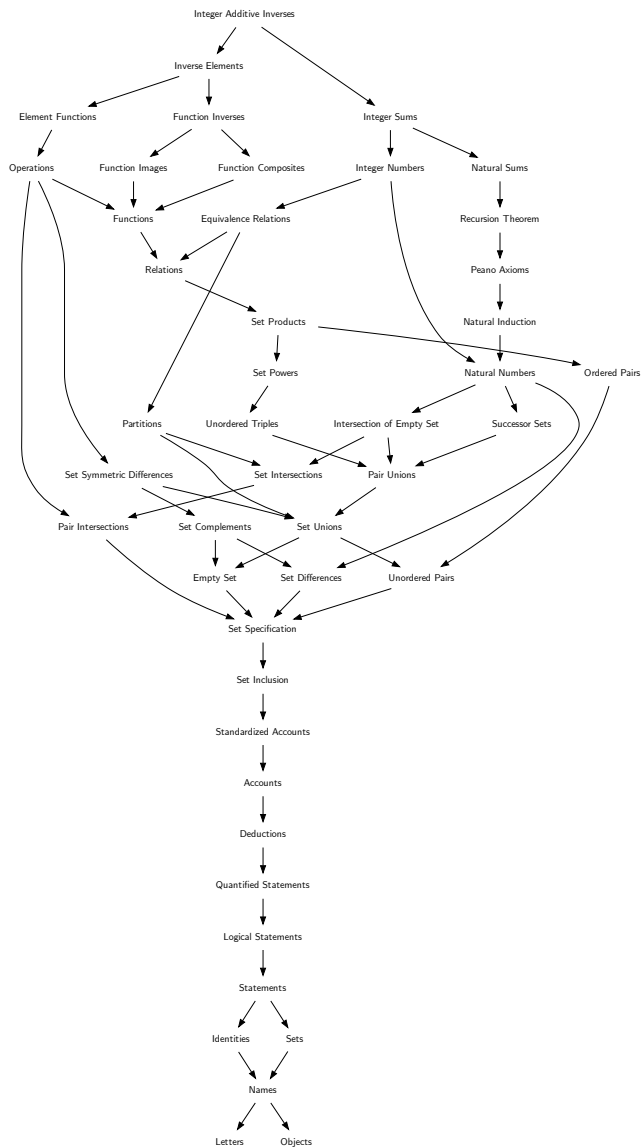 Integer Additive Inverses
Inverse Elements
Element Functions
Function Inverses
Integer Sums
Operations
Function Images
Function Composites
Integer Numbers
Natural Sums
Functions
Equivalence Relations
Recursion Theorem
Relations
Peano Axioms
Set Products
Natural Induction
Set Powers
Natural Numbers
Ordered Pairs
Partitions
Unordered Triples
Intersection of Empty Set
Successor Sets
Set Symmetric Differences
Set Intersections
Pair Unions
Pair Intersections
Set Complements
Set Unions
Empty Set
Set Differences
Unordered Pairs
Set Specification
Set Inclusion
Standardized Accounts
Accounts
Deductions
Quantified Statements
Logical Statements
Statements
Identities
Sets
Names
Letters
Objects